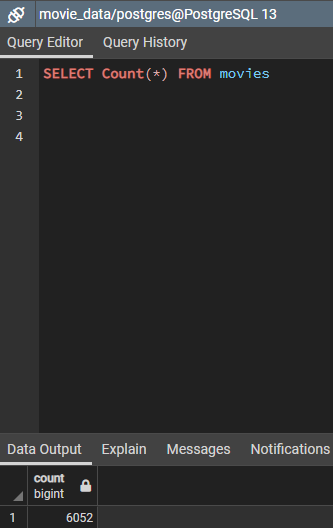 movie_data/postgres@PostgreSQL 13
Query Editor Query History
1 SELECT Count(*) FROM movies
2
3
4
Data Output Explain Messages Notifications
count
bigint
1 6052